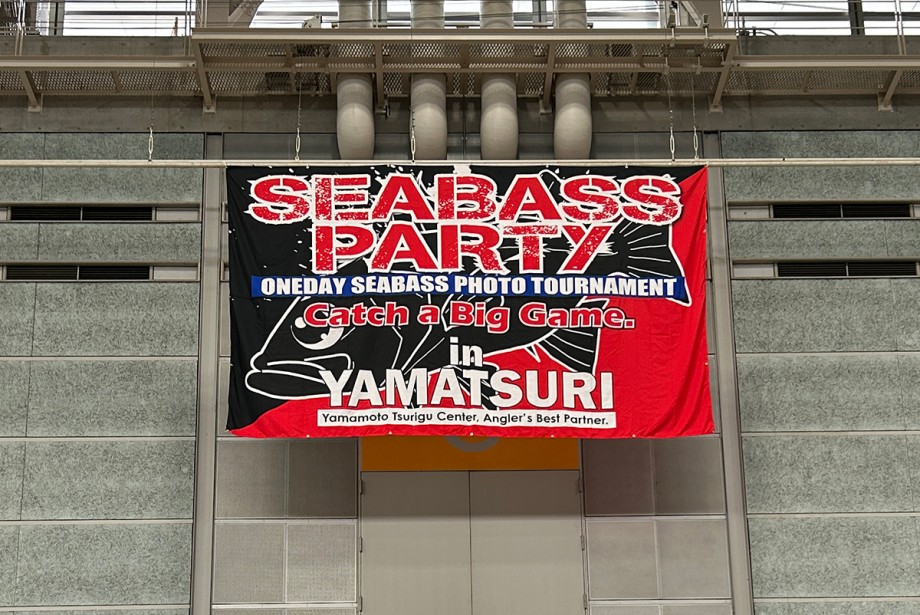 SEABASS
PARTY
ONEDAY SEABASS PHOTO TOURNAMENT
Catch a Big Game.
in
YAMATSURI
Yamamoto Tsurigu Center, Angler's Best Partner.